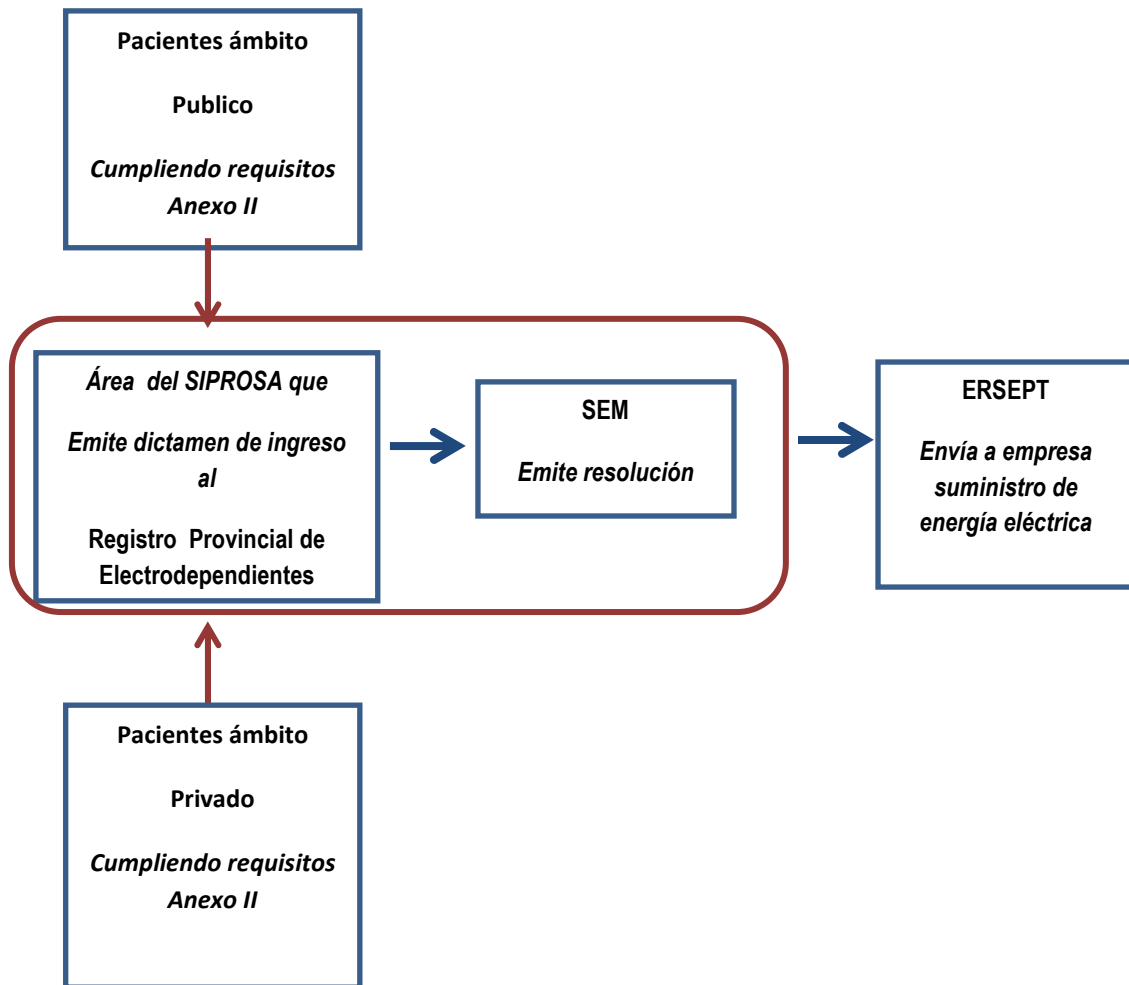 Pacientes ámbito
Publico
Cumpliendo requisitos
Anexo II
Área del SIPROSA que
Emite dictamen de ingreso
al
Registro Provincial de
Electrodependientes
SEM
Emite resolución
ERSEPT
Envía a empresa
suministro de
energía eléctrica
Pacientes ámbito
Privado
Cumpliendo requisitos
Anexo II